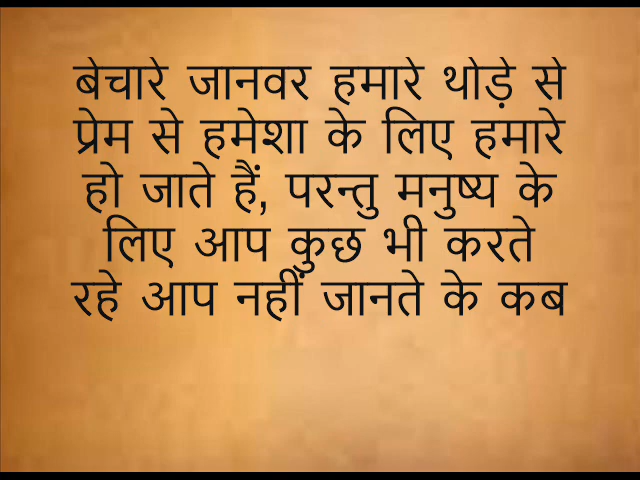 बेचारे जानवर हमारे थोड़े से
प्रेम से हमेशा के लिए हमारे
हो जाते हैं, परन्तु मनुष्य के
लिए आप कुछ भी करते
रहे आप नहीं जानते के कब